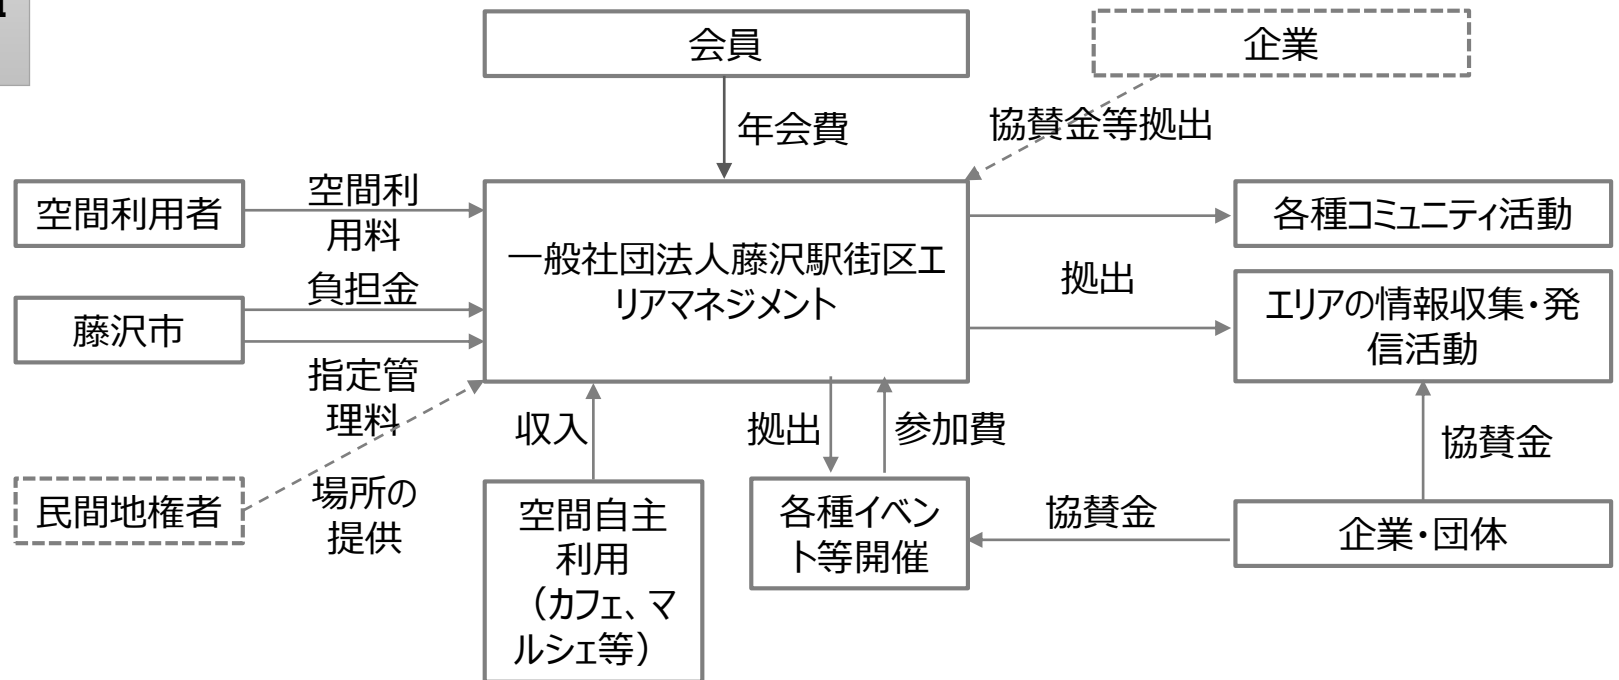 会員
企業
年会費
協賛金等拠出
空間利用者
空間利
用料
一般社団法人藤沢駅街区エ
リアマネジメント
各種コミュニティ活動
藤沢市
負担金
指定管
理料
拠出
エリアの情報収集・発
信活動
民間地権者
場所の
提供
収入
拠出
参加費
協賛金
空間自主
利用
（カフェ、マ
ルシェ等）
各種イベン
ト等開催
協賛金
企業・団体